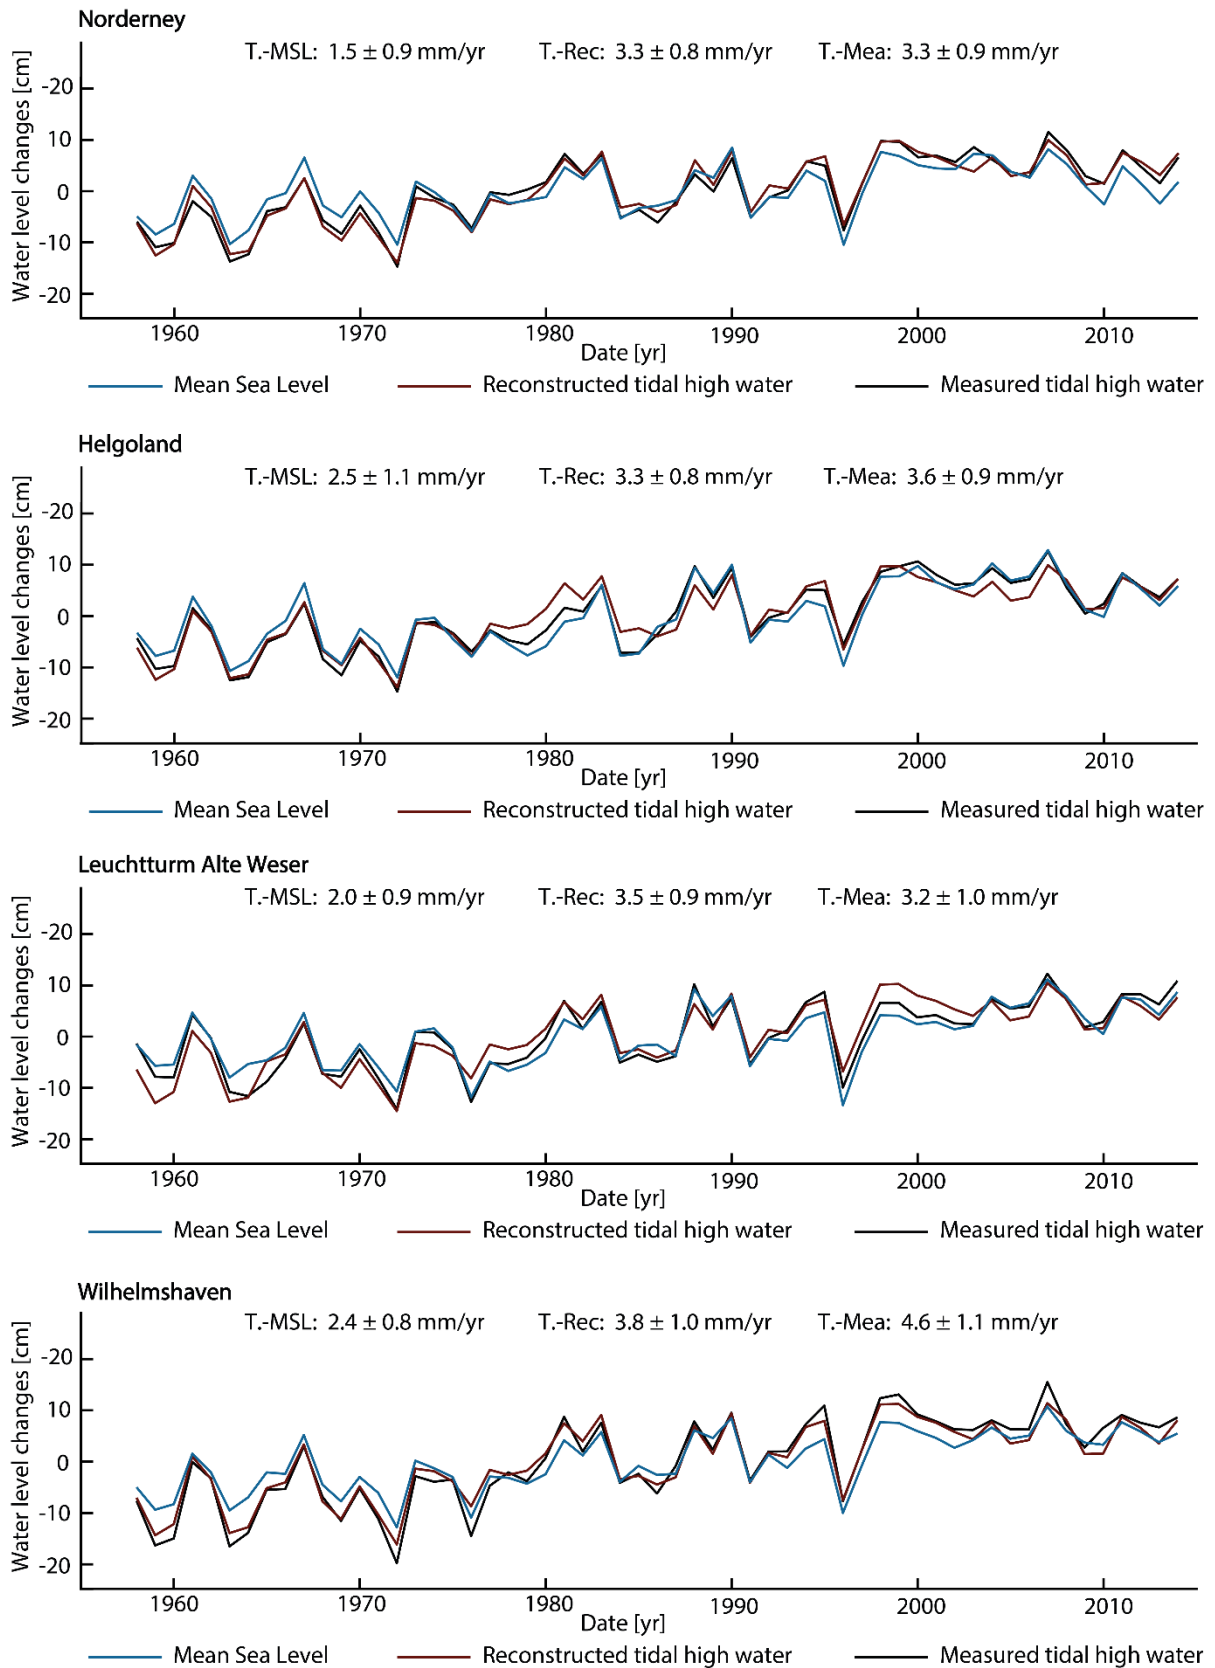 Norderney
T.-MSL: 1.5 ± 0.9 mm/yr T.-Rec: 3.3 ± 0.8 mm/yr T.-Mea: 3.3 ± 0.9 mm/yr
Water level changes [cm]
-20
10
0
-10
-20
1960 1970 1980 1990 2000 2010
Date [yr]
Mean Sea Level Reconstructed tidal high water Measured tidal high water
Helgoland
T.-MSL: 2.5 ± 1.1 mm/yr T.-Rec: 3.3 ± 0.8 mm/yr T.-Mea: 3.6 ± 0.9 mm/yr
Water level changes [cm]
-20
10
0
-10
-20
1960 1970 1980 1990 2000 2010
Date [yr]
Mean Sea Level Reconstructed tidal high water Measured tidal high water
Leuchtturm Alte Weser
T.-MSL: 2.0 ± 0.9 mm/yr T.-Rec: 3.5 ± 0.9 mm/yr T.-Mea: 3.2 ± 1.0 mm/yr
Water level changes [cm]
-20
10
0
-10
-20
1960 1970 1980 1990 2000 2010
Date [yr]
Mean Sea Level Reconstructed tidal high water Measured tidal high water
Wilhelmshaven
T.-MSL: 2.4 ± 0.8 mm/yr T.-Rec: 3.8 ± 1.0 mm/yr T.-Mea: 4.6 ± 1.1 mm/yr
Water level changes [cm]
-20
10
0
-10
-20
1960 1970 1980 1990 2000 2010
Date [yr]
Mean Sea Level Reconstructed tidal high water Measured tidal high water